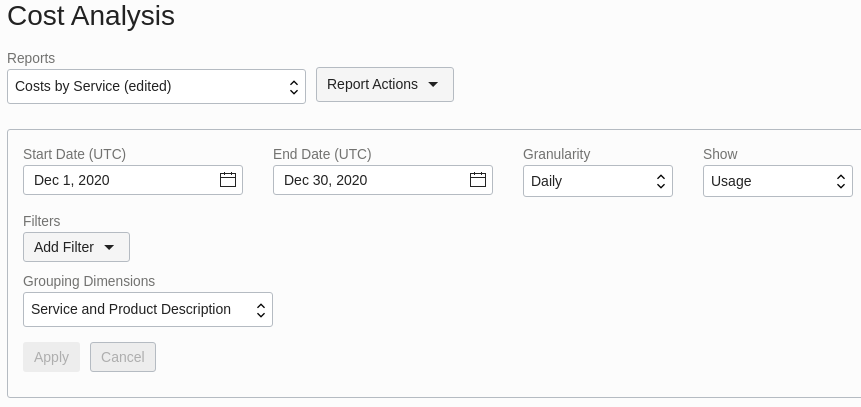 Cost Analysis
Reports
Costs by Service (edited) Report Actions
Start Date (UTC) End Date (UTC) Granularity Show
Dec 1, 2020 Dec 30, 2020 Daily Usage
Filters
Add Filter
Grouping Dimensions
Service and Product Description
Apply Cancel